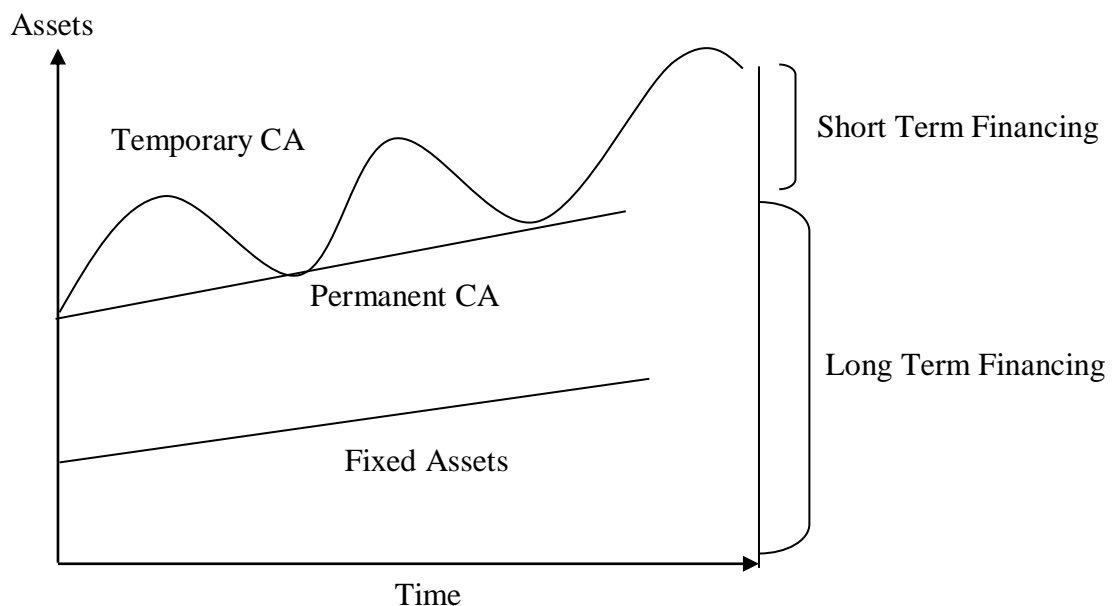 Assets
Temporary CA
Short Term Financing
Permanent CA
Long Term Financing
Fixed Assets
Time